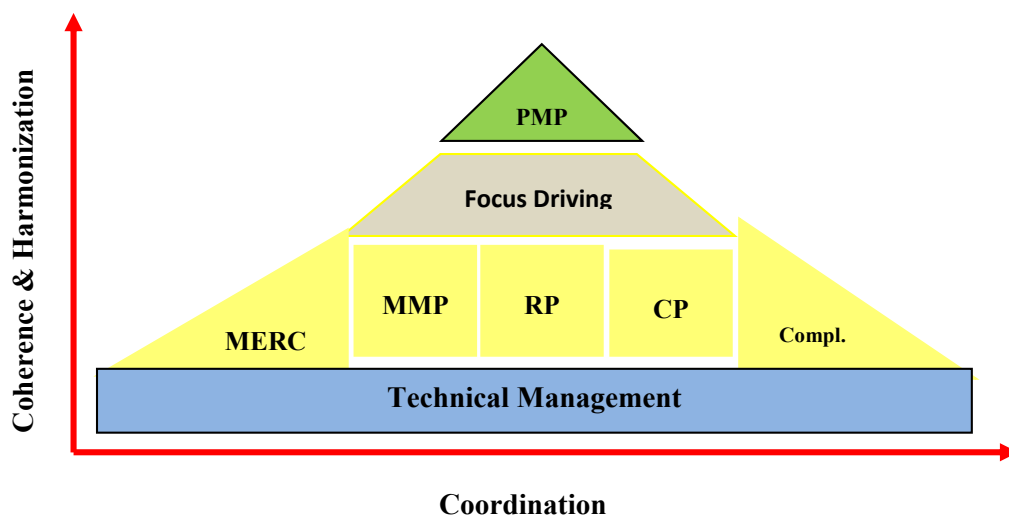 Coherence & Harmonization
PMP
Focus Driving
MMP
RP
CP
MERC
Compl.
Technical Management
Coordination